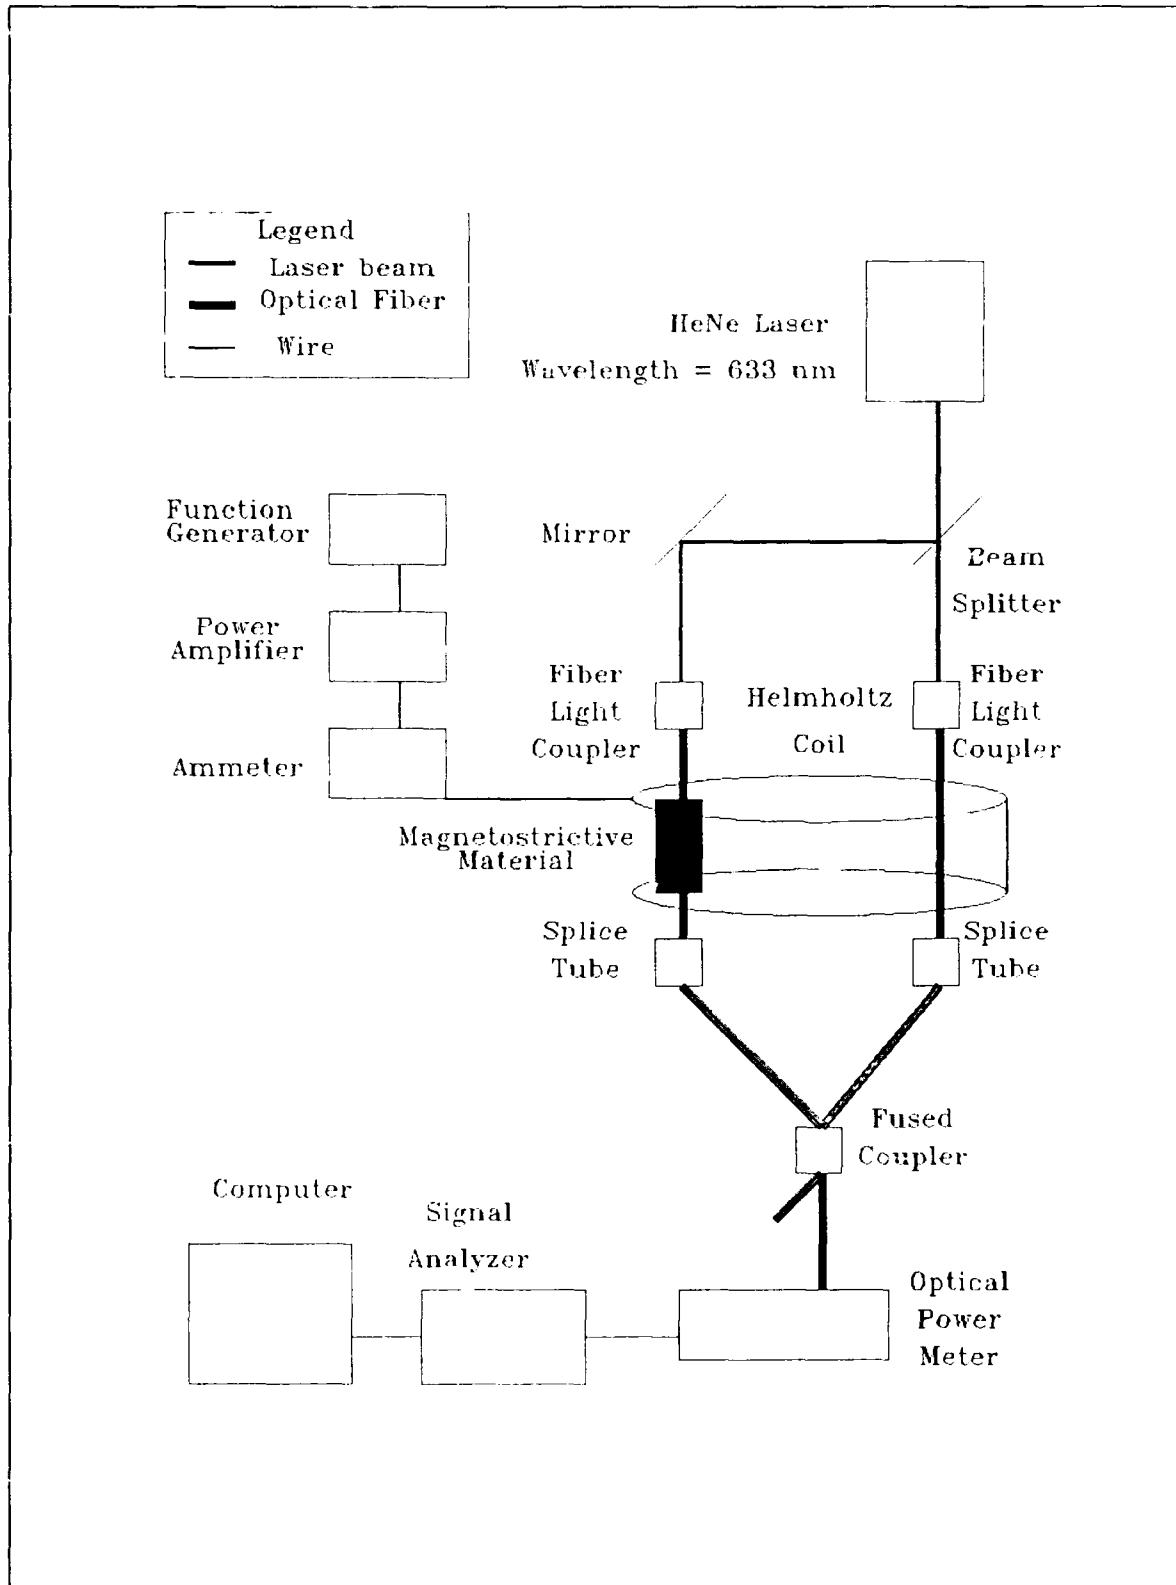 Legend
Laser beam
Optical Fiber
Wire
HeNe Laser
Wavelength = 633 nm
Function
Generator
Mirror
Beam
Splitter
Power
Amplifier
Fiber
Light
Coupler
Helmholtz
Coil
Fiber
Light
Coupler
Ammeter
Magnetostrictive
Material
Splice
Tube
Splice
Tube
Fused
Coupler
Computer
Signal
Analyzer
Optical
Power
Meter